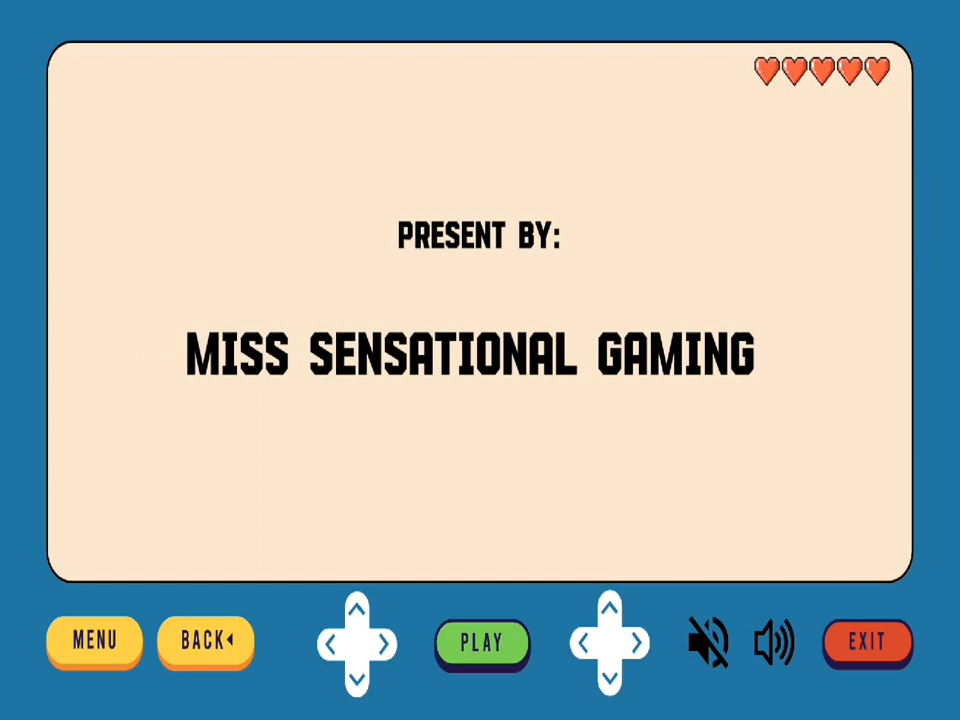 PRESENT BY:
MISS SENSATIONAL GAMING
MENU
BACK
PLAY
EXIT